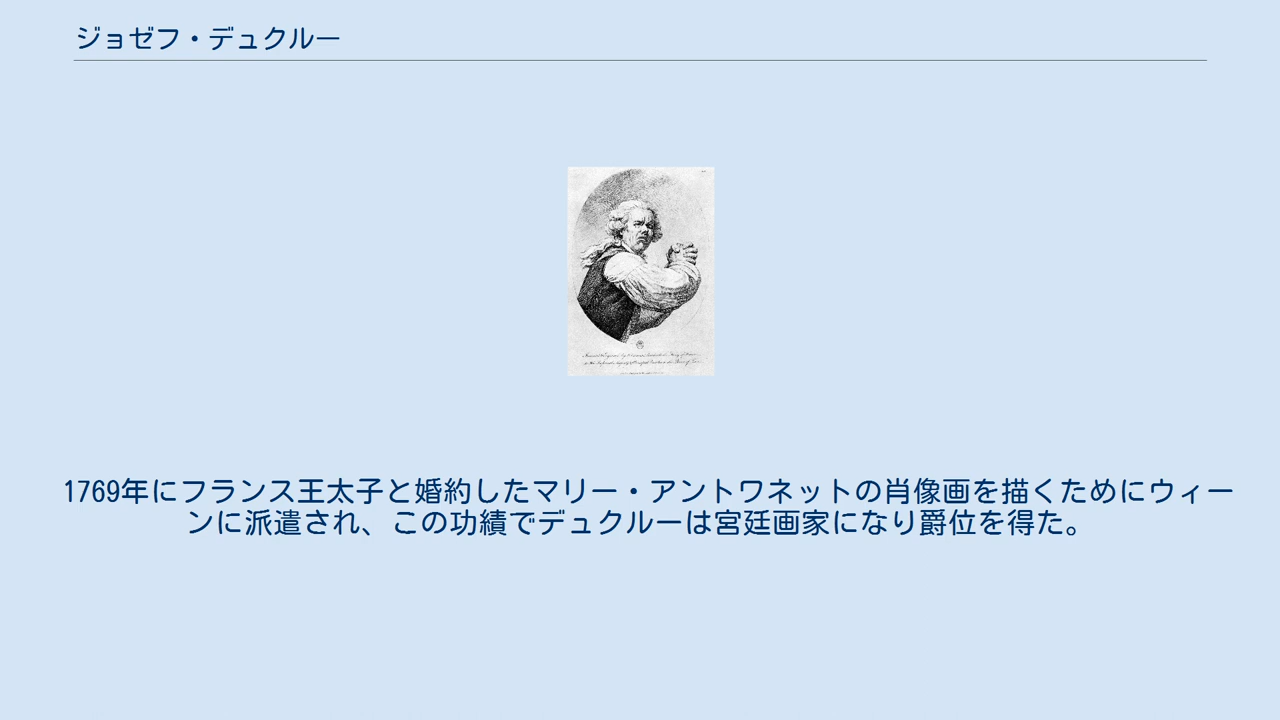 ジョゼフ・デュクルー
1769年にフランス王太子と婚約したマリー・アントワネットの肖像画を描くためにウィー
ンに派遣され、この功績でデュクルーは宮廷画家になり爵位を得た。